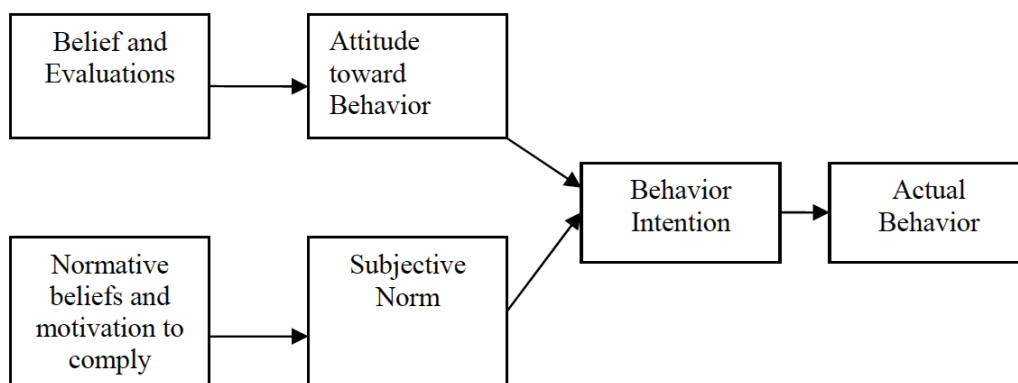 Belief and
Evaluations
Attitude
toward
Behavior
Behavior
Intention
Actual
Behavior
Normative
beliefs and
motivation to
comply
Subjective
Norm